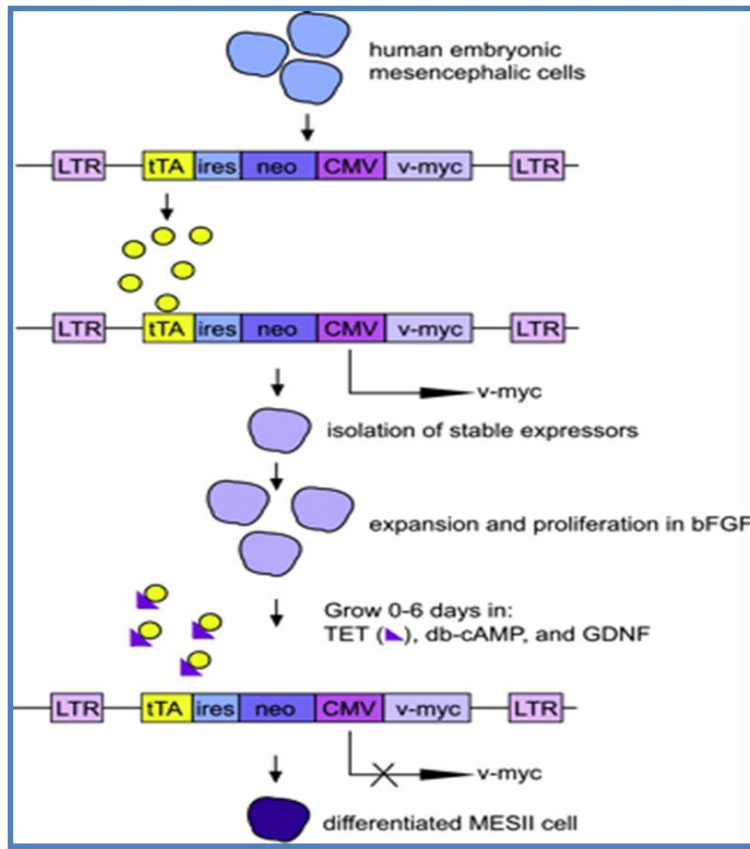 human embryonic
mesencephalic cells
LTR tTA ires neo CMV v-myc LTR
LTR tTA ires neo CMV v-myc LTR
v-myc
isolation of stable expressors
expansion and proliferation in bFGF
Grow 0-6 days in:
TET ( ), db-cAMP, and GDNF
LTR tTA ires neo CMV v-myc LTR
v-myc
differentiated MESII cell